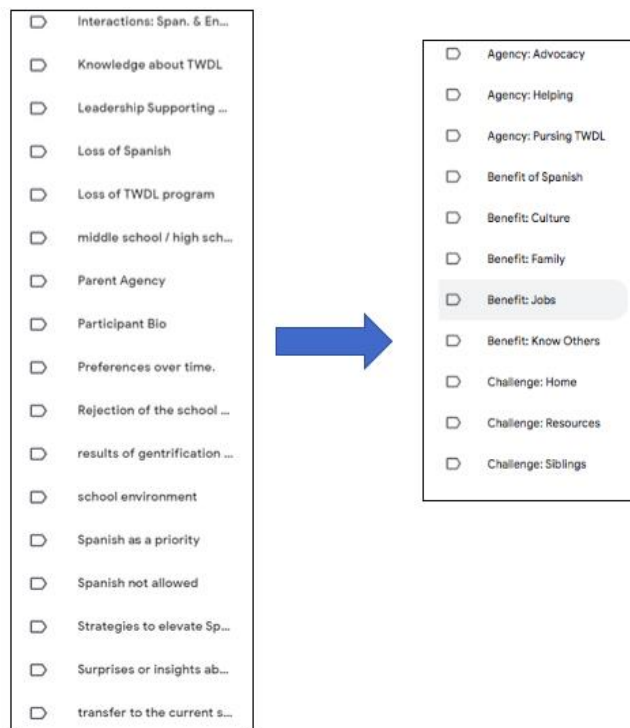 Interactions: Span. & En...
Knowledge about TWDL
Leadership Supporting ...
Loss of Spanish
Loss of TWDL program
middle school / high sch...
Parent Agency
Participant Bio
Preferences over time.
Rejection of the school ...
results of gentrification ...
school environment
Spanish as a priority
Spanish not allowed
Strategies to elevate Sp...
Surprises or insights ab...
transfer to the current s...
Agency: Advocacy
Agency: Helping
Agency: Pursing TWDL
Benefit of Spanish
Benefit: Culture
Benefit: Family
Benefit: Jobs
Benefit: Know Others
Challenge: Home
Challenge: Resources
Challenge: Siblings